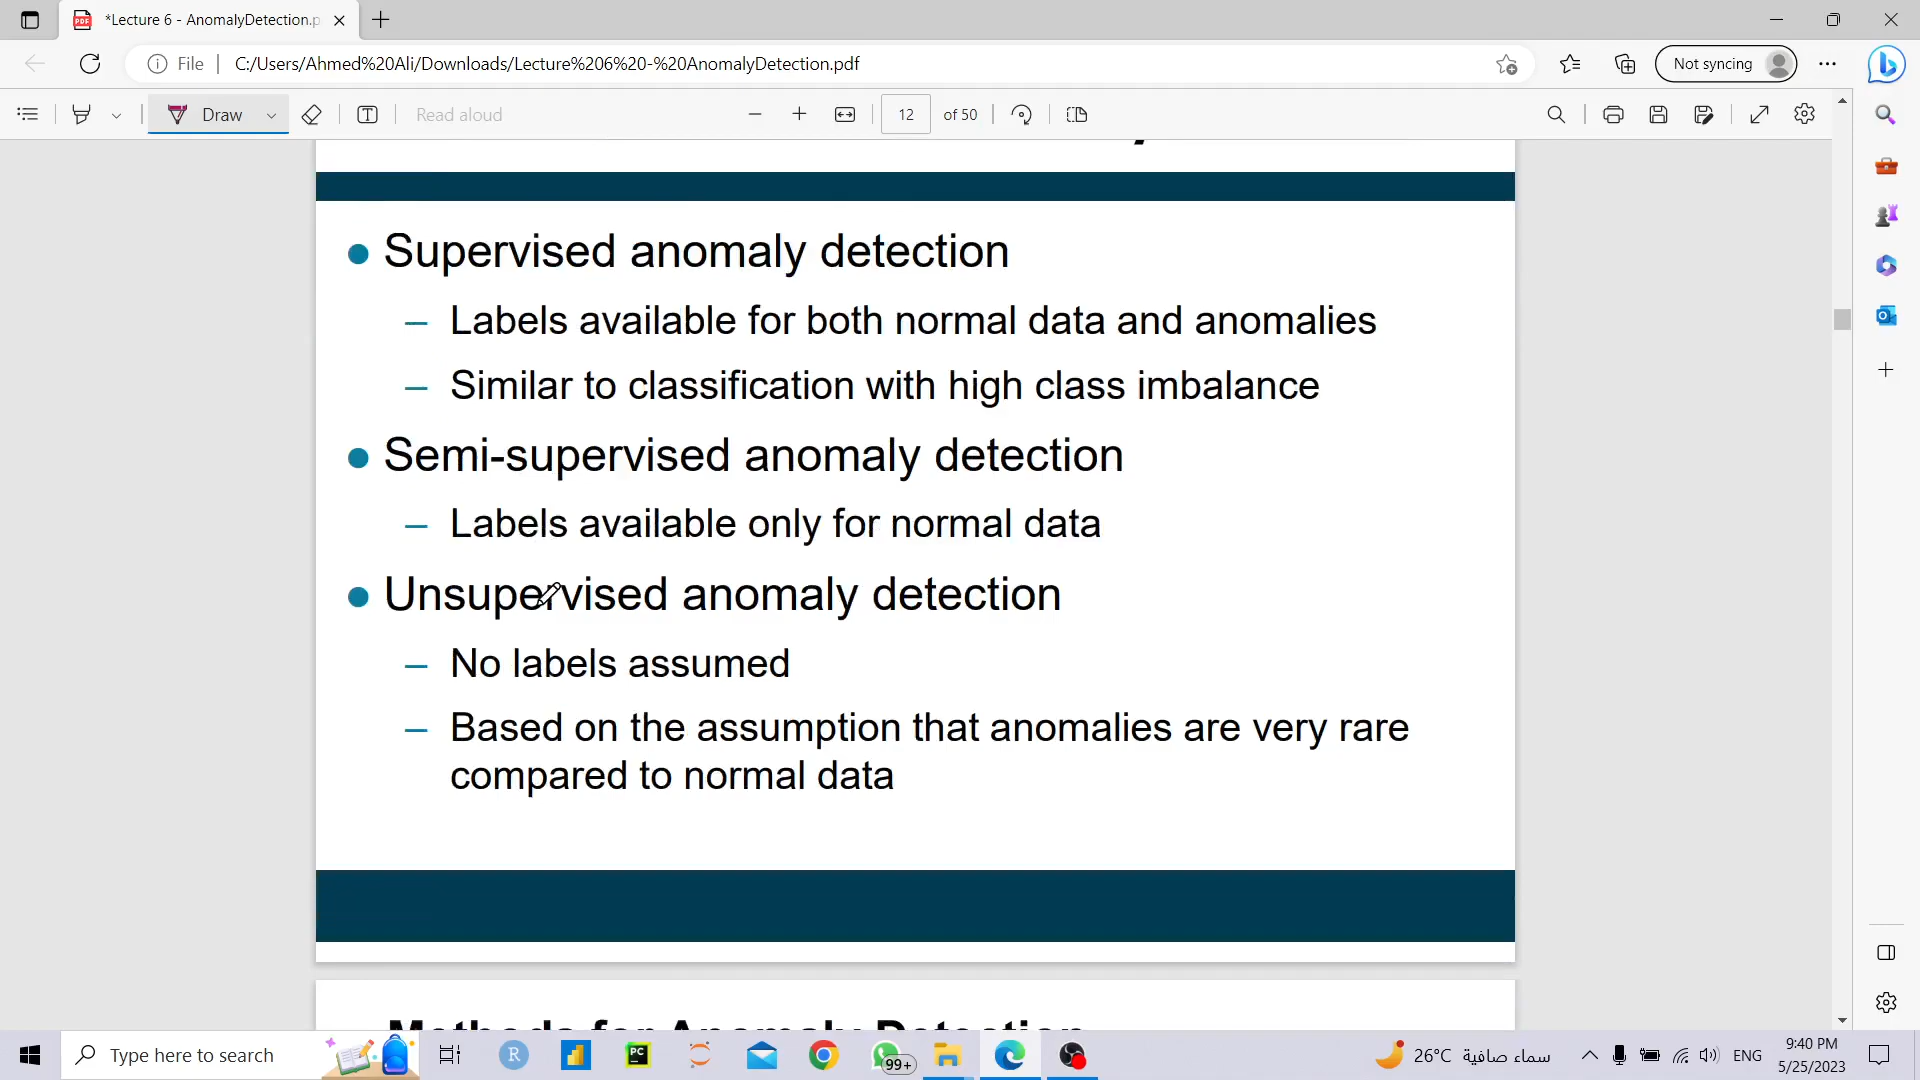 *Lecture 6 - AnomalyDetection.p
File
C:/Users/Ahmed%20Ali/Downloads/Lecture%206%20-%20AnomalyDetection.pdf
Not syncing
Draw
Read aloud
12 of 50
Supervised anomaly detection
– Labels available for both normal data and anomalies
– Similar to classification with high class imbalance
Semi-supervised anomaly detection
– Labels available only for normal data
Unsupervised anomaly detection
– No labels assumed
– Based on the assumption that anomalies are very rare
compared to normal data
Methods for Anomaly Detection
Type here to search
99+
26°C سماء صافية
ENG
9:40 PM
5/25/2023